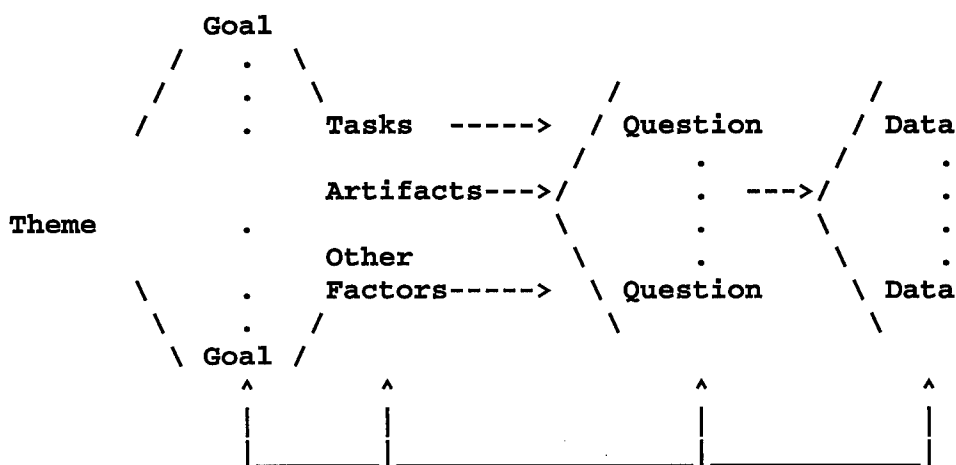 Goal
Tasks -----> Question Data
Artifacts---> --->
Theme
Other
Factors-----> Question Data
Goal